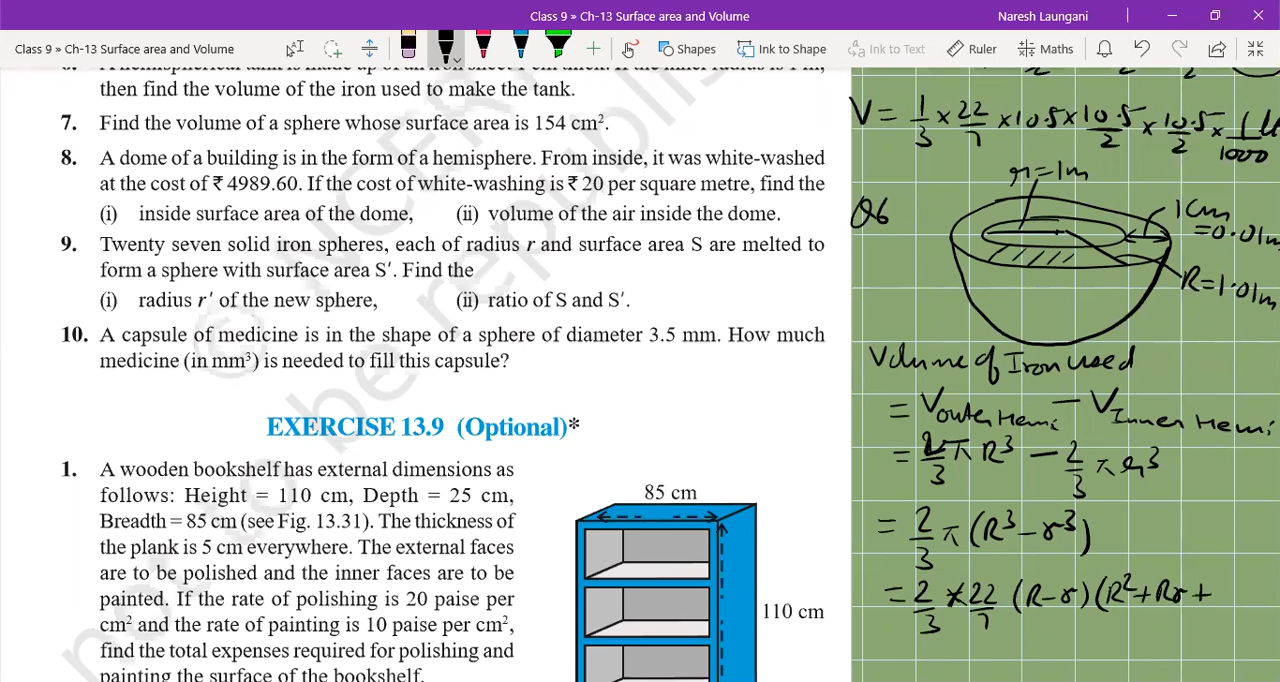 Class 9 » Ch-13 Surface area and Volume
Naresh Laungani
Class 9 » Ch-13 Surface area and Volume
Shapes
Ink to Shape
Ink to Text
Ruler
Maths
then find the volume of the iron used to make the tank.
7. Find the volume of a sphere whose surface area is 154 cm².
8. A dome of a building is in the form of a hemisphere. From inside, it was white-washed
at the cost of ₹ 4989.60. If the cost of white-washing is ₹ 20 per square metre, find the
(i) inside surface area of the dome, (ii) volume of the air inside the dome.
9. Twenty seven solid iron spheres, each of radius r and surface area S are melted to
form a sphere with surface area S′. Find the
(i) radius r′ of the new sphere, (ii) ratio of S and S′.
10. A capsule of medicine is in the shape of a sphere of diameter 3.5 mm. How much
medicine (in mm³) is needed to fill this capsule?
EXERCISE 13.9 (Optional)*
1. A wooden bookshelf has external dimensions as
follows: Height = 110 cm, Depth = 25 cm,
Breadth = 85 cm (see Fig. 13.31). The thickness of
the plank is 5 cm everywhere. The external faces
are to be polished and the inner faces are to be
painted. If the rate of polishing is 20 paise per
cm² and the rate of painting is 10 paise per cm²,
find the total expenses required for polishing and
painting the surface of the bookshelf.
85 cm
110 cm
© NCERT
not to be republished
V = 1/3 × 22/7 × 10.5 × 10.5/2 × 10.5/2 × 1/1000
r = 1m
Q6
1cm
= 0.01m
R = 1.01m
Volume of Iron used
= V outer Hemi - V Inner Hemi
= 2/3 π R³ - 2/3 π r³
= 2/3 π (R³ - r³)
= 2/3 × 22/7 (R - r)(R² + Rr +